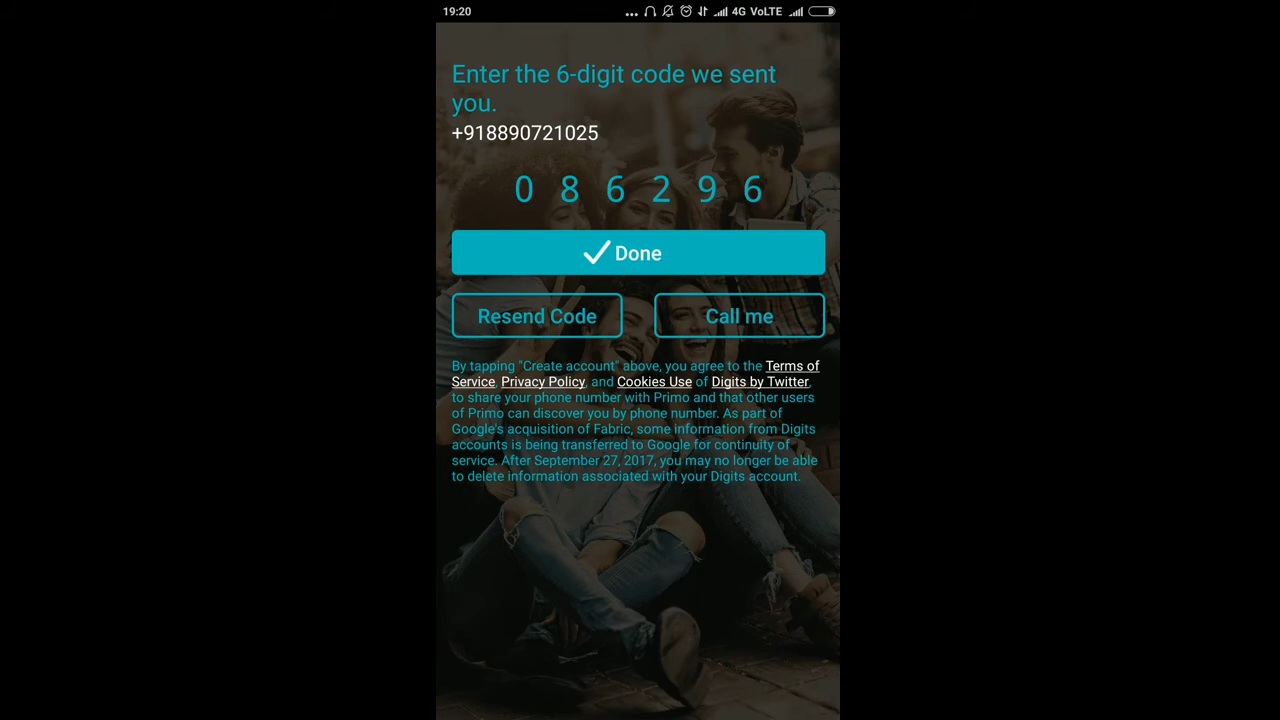 19:20
... 4G VoLTE
Enter the 6-digit code we sent
you.
+918890721025
0 8 6 2 9 6
Done
Resend Code
Call me
By tapping "Create account" above, you agree to the Terms of
Service, Privacy Policy, and Cookies Use of Digits by Twitter,
to share your phone number with Primo and that other users
of Primo can discover you by phone number. As part of
Google's acquisition of Fabric, some information from Digits
accounts is being transferred to Google for continuity of
service. After September 27, 2017, you may no longer be able
to delete information associated with your Digits account.